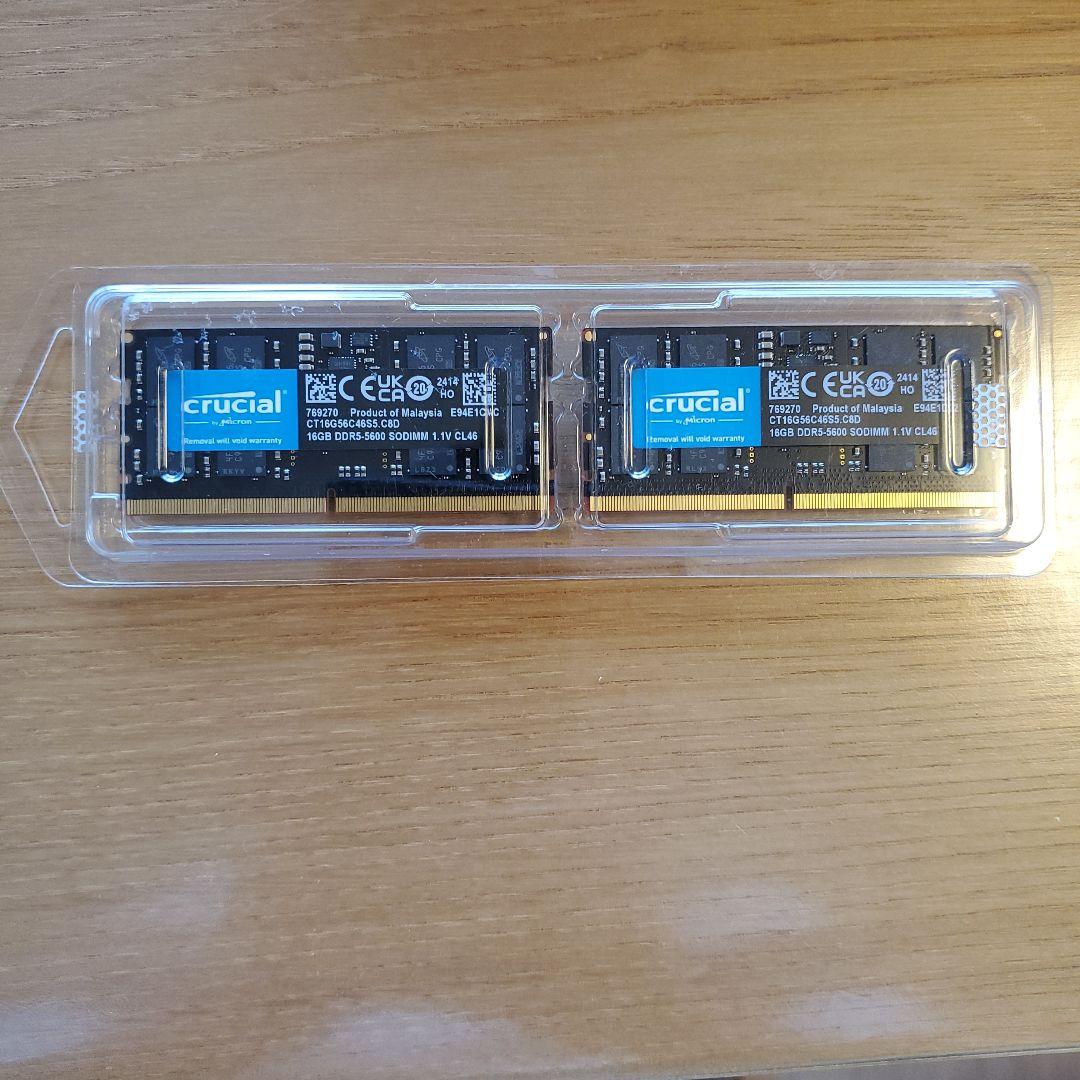 crucial
by Micron
Removal will void warranty
CE UK CA 20 2414
HO
769270 Product of Malaysia
CT16G56C46S5.C8D
16GB DDR5-5600 SODIMM 1.1V CL46
crucial
by Micron
will void warranty
CE UK CA 20 2414
HO
769270 Product of Malaysia
CT16G56C46S5.C8D
16GB DDR5-5600 SODIMM 1.1V CL46